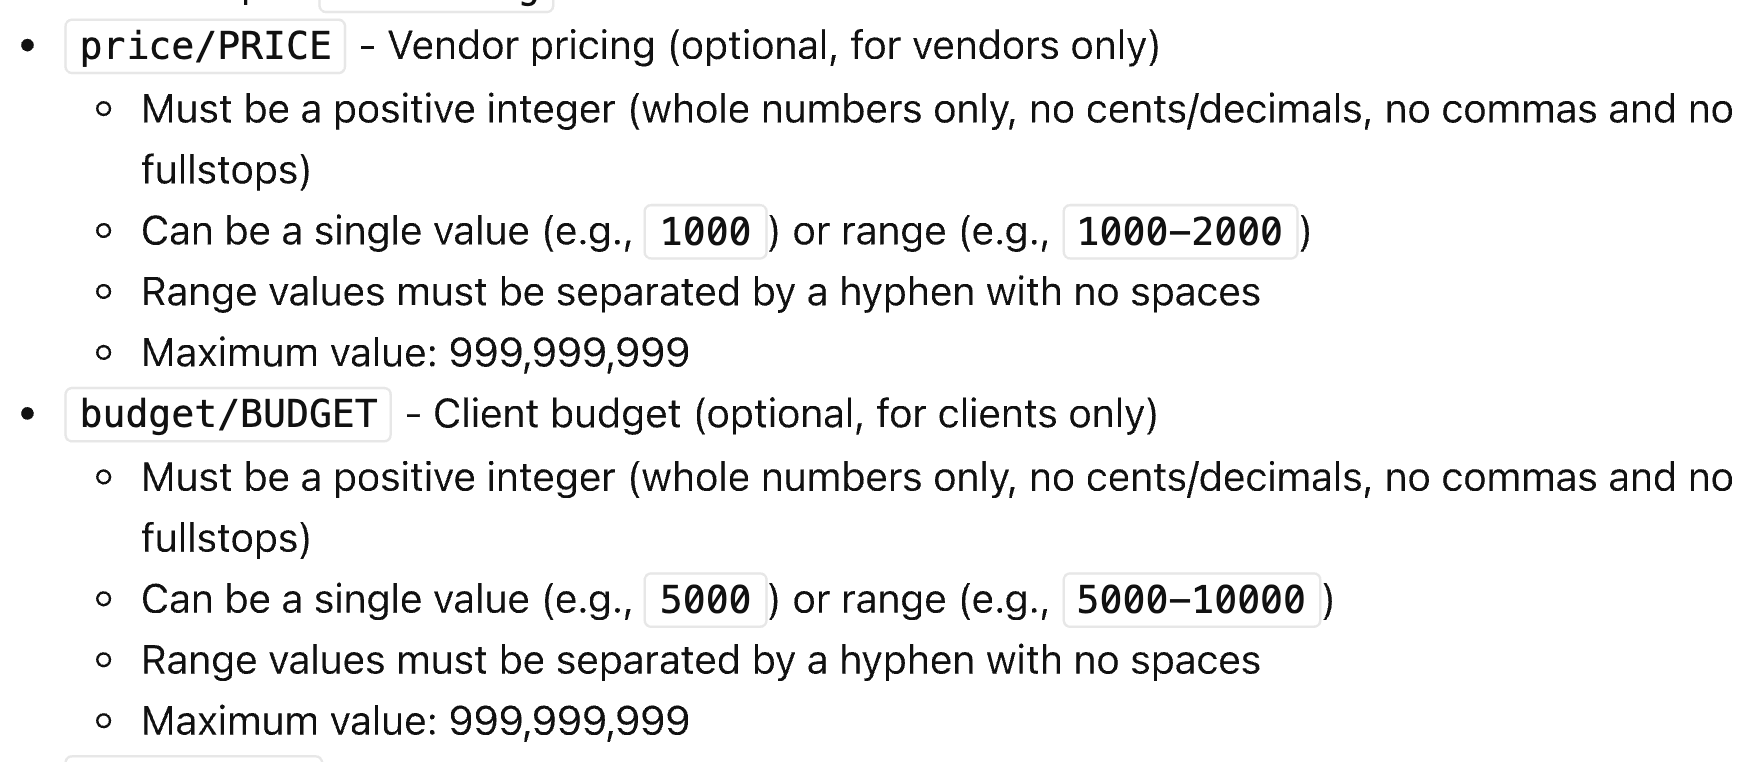 price/PRICE - Vendor pricing (optional, for vendors only)
Must be a positive integer (whole numbers only, no cents/decimals, no commas and no
fullstops)
Can be a single value (e.g., 1000) or range (e.g., 1000-2000)
Range values must be separated by a hyphen with no spaces
Maximum value: 999,999,999
budget/BUDGET - Client budget (optional, for clients only)
Must be a positive integer (whole numbers only, no cents/decimals, no commas and no
fullstops)
Can be a single value (e.g., 5000) or range (e.g., 5000-10000)
Range values must be separated by a hyphen with no spaces
Maximum value: 999,999,999